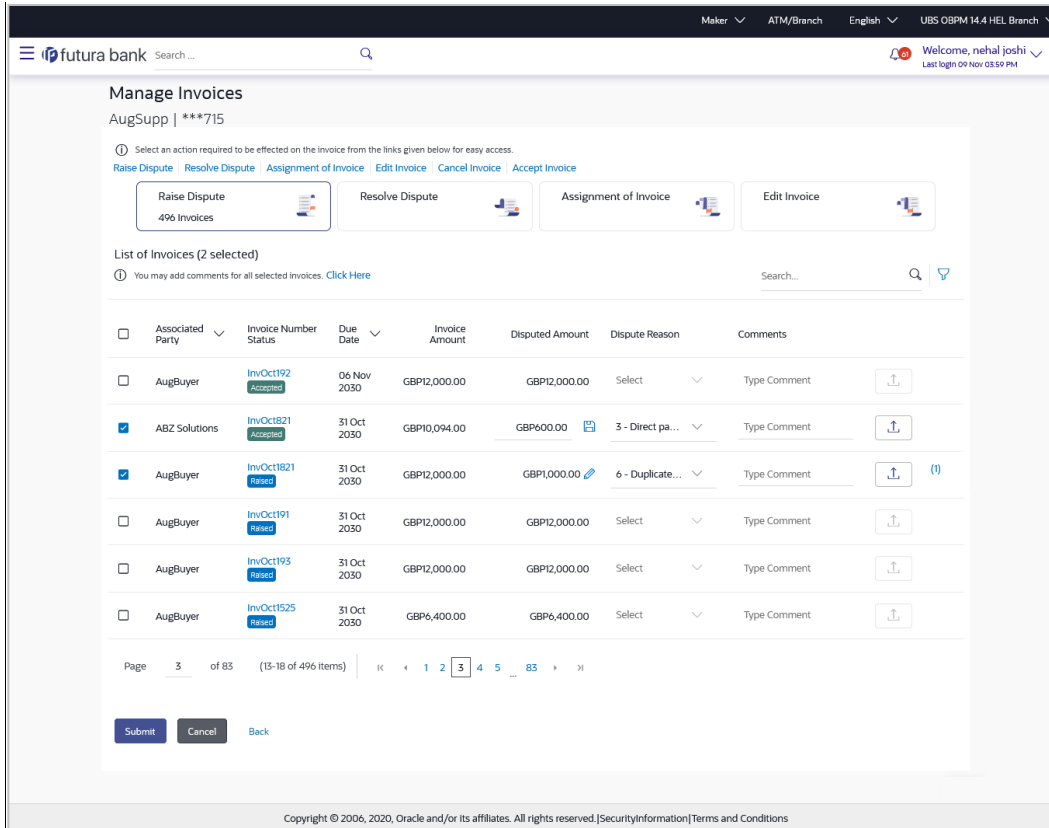 Maker ATM/Branch English UBS OBPM 14.4 HEL Branch
futura bank Search ... 61 Welcome, nehal joshi
Last login 09 Nov 03:59 PM
Manage Invoices
AugSupp | ***715
Select an action required to be effected on the invoice from the links given below for easy access.
Raise Dispute | Resolve Dispute | Assignment of Invoice | Edit Invoice | Cancel Invoice | Accept Invoice
Raise Dispute Resolve Dispute Assignment of Invoice Edit Invoice
496 Invoices
List of Invoices (2 selected)
You may add comments for all selected invoices. Click Here Search...
Associated Party Invoice Number Status Due Date Invoice Amount Disputed Amount Dispute Reason Comments
AugBuyer InvOct192 Accepted 06 Nov 2030 GBP12,000.00 GBP12,000.00 Select Type Comment
ABZ Solutions InvOct821 Accepted 31 Oct 2030 GBP10,094.00 GBP600.00 3 - Direct pa... Type Comment
AugBuyer InvOct1821 Raised 31 Oct 2030 GBP12,000.00 GBP1,000.00 6 - Duplicate... Type Comment (1)
AugBuyer InvOct191 Raised 31 Oct 2030 GBP12,000.00 GBP12,000.00 Select Type Comment
AugBuyer InvOct193 Raised 31 Oct 2030 GBP12,000.00 GBP12,000.00 Select Type Comment
AugBuyer InvOct1525 Raised 31 Oct 2030 GBP6,400.00 GBP6,400.00 Select Type Comment
Page 3 of 83 (13-18 of 496 items) 1 2 3 4 5 ... 83
Submit Cancel Back
Copyright © 2006, 2020, Oracle and/or its affiliates. All rights reserved.|SecurityInformation|Terms and Conditions